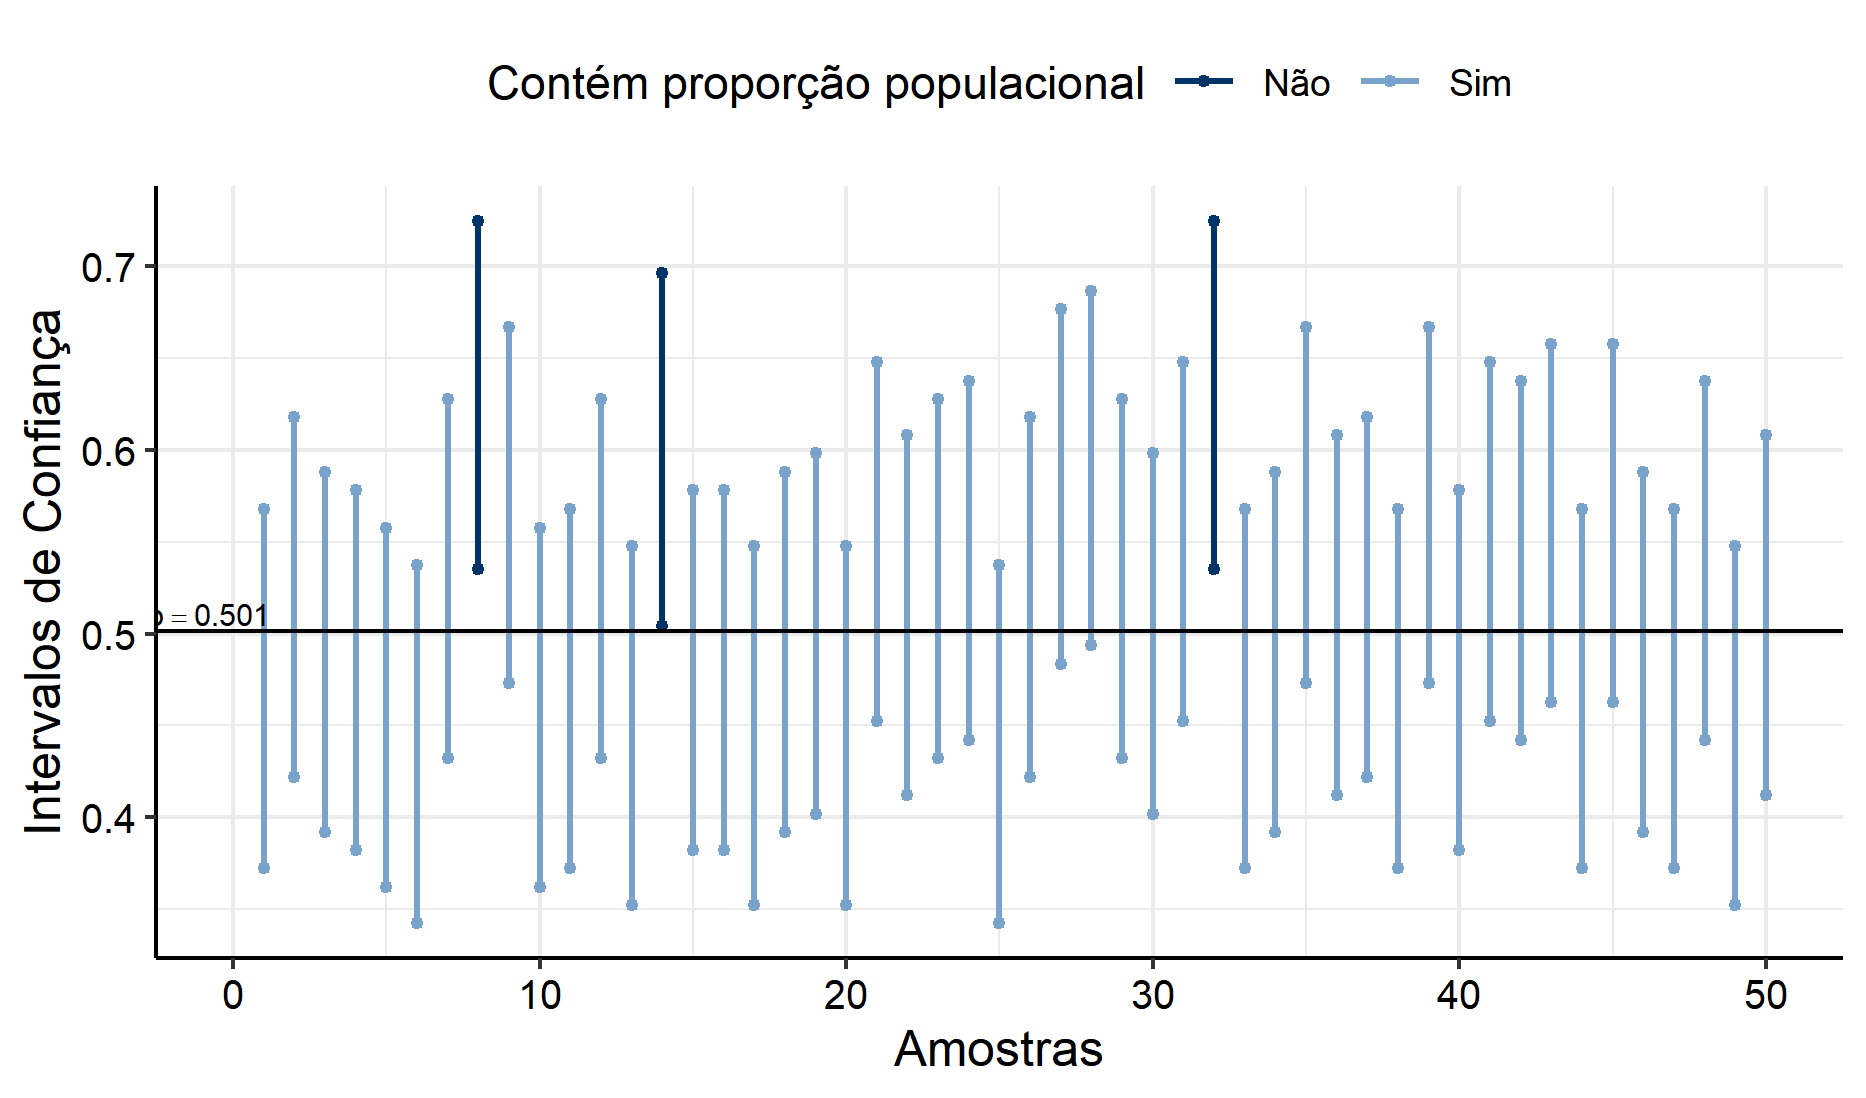 Contém proporção populacional Não Sim
Intervalos de Confiança
0.7
0.6
= 0.501
0.5
0.4
0 10 20 30 40 50
Amostras